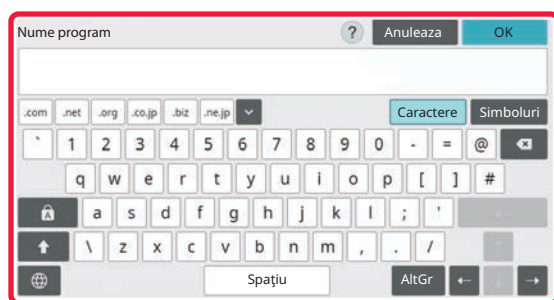 Nume program ? Anuleaza OK
.com .net .org .co.jp .biz .ne.jp Caractere Simboluri
` 1 2 3 4 5 6 7 8 9 0 - = @
q w e r t y u i o p [ ] #
A a s d f g h j k l ; '
\ z x c v b n m , . /
Spaţiu AltGr